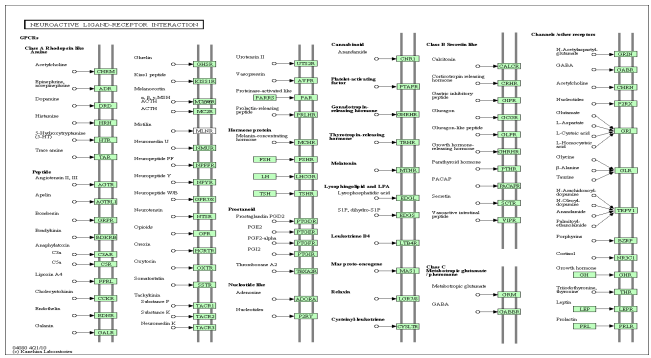 NEUROACTIVE LIGAND-RECEPTOR INTERACTION
GPCRs
Class A Rhodopsin like
Amine
Acetylcholine
CHRM
Epinephrine,
norepinephrine
ADR
Dopamine
DRD
Histamine
HRH
5-Hydroxytryptamine
(5-HT)
HTR
Trace amine
TAR
Peptide
Angiotensin II, III
AGTR
Apelin
AGTRL1
Bombesin
GRPR
Bradykinin
BDKRB
Anaphylatoxin
C3a
C3AR
C5a
C5R
Lipoxin A4
FPRL
Cholecystokinin
CCKR
Endothelin
EDNR
Galanin
GALR
Ghrelin
GHSR
Kiss1 peptide
KISS1R
Melanocortin
ACTH
ACTH
MC2R
Motilin
MLNR
Neuromedin U
NMUR
Neuropeptide FF
NPFFR
Neuropeptide Y
NPYR
Neuropeptide W/B
Neurotensin
NTSR
Opioids
OPR
Orexin
HCRTR
Oxytocin
OXTR
Somatostatin
SSTR
Tachykinin
Substance P
TACR1
Substance K
TACR2
Neuromedin K
TACR3
Urotensin II
UTS2R
Vasopressin
AVPR
Proteinase-activated like
PAR
Prolactin-releasing
peptide
PRLHR
Hormone protein
Melanin-concentrating
hormone
MCHR
FSH
FSHR
LH
LHCGR
TSH
TSHR
Prostanoid
Prostaglandin PGD2
PTGDR
PGE2
PTGER
PGF2-alpha
PTGFR
PGI2
PTGIR
Thromboxane A2
TBXA2R
Nucleotide like
Adenosine
ADORA
Nucleotides
P2RY
Cannabinoid
Anandamide
CNR
Platelet-activating
factor
PTAFR
Gonadotropin-
releasing hormone
GNRHR
Thyrotropin-
releasing hormone
TRHR
Melatonin
MTNR1
Lysosphingolipid and LPA
Lysophosphatidic acid
EDG
S1P, dihydro-S1P
EDG
Leukotriene B4
LTB4R
Mas proto-oncogene
MAS1
Relaxin
LGR
Cysteinyl leukotriene
CYSLTR
Class B Secretin like
Calcitonin
CALCR
Corticotropin-releasing
hormone
CRHR
Gastric inhibitory
peptide
GIPR
Glucagon
GCGR
Glucagon-like peptide
GLPR
Growth hormone-
releasing hormone
GHRHR
Parathyroid hormone
PTHR
PACAP
PACAPR
Secretin
SCTR
Vasoactive intestinal
peptide
VIPR
Class C
Metabotropic glutamate
/ pheromone
Metabotropic glutamate
GRM
GABA
GABBR
Channels /other receptors
GABA
GABR
Acetylcholine
CHRN
Nucleotides
P2RX
Glutamate
L-Aspartate
L-Cysteic acid
GRI
L-Homocysteic
acid
Glycine
β-Alanine
GLR
Taurine
N-Arachidonoyl-
dopamine
N-Oleoyl-
dopamine
TRPV1
Anandamide
Palmitoyl-
ethanolamide
Porphyrins
BZRP
Cortisol
NR3C1
Growth hormone
GH
GHR
Triiodothyronine,
thyroxine
THR
Leptin
LEP
LEPR
Prolactin
PRL
PRLR
04080 4/21/10
(c) Kanehisa Laboratories